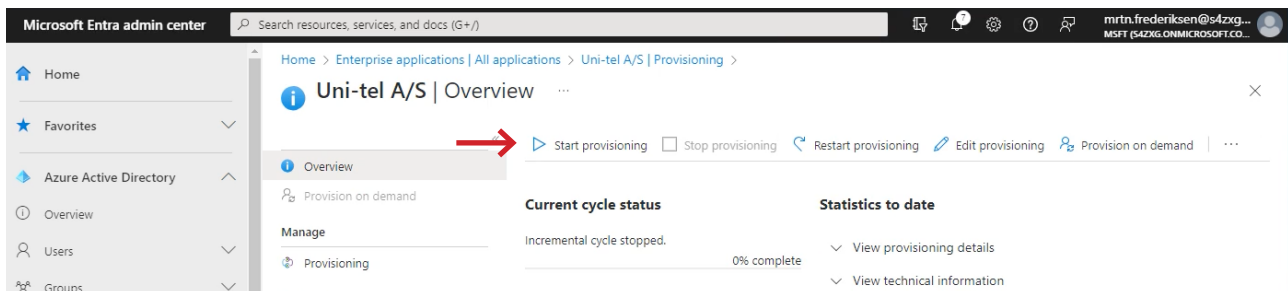 Microsoft Entra admin center
Search resources, services, and docs (G+/)
7
mrtn.frederiksen@s4zxg...
MSFT (S4ZXG.ONMICROSOFT.CO...
Home
Favorites
Azure Active Directory
Overview
Users
Groups
Home > Enterprise applications | All applications > Uni-tel A/S | Provisioning >
Uni-tel A/S | Overview ...
Overview
Provision on demand
Manage
Provisioning
Start provisioning Stop provisioning Restart provisioning Edit provisioning Provision on demand ...
Current cycle status
Incremental cycle stopped.
0% complete
Statistics to date
View provisioning details
View technical information